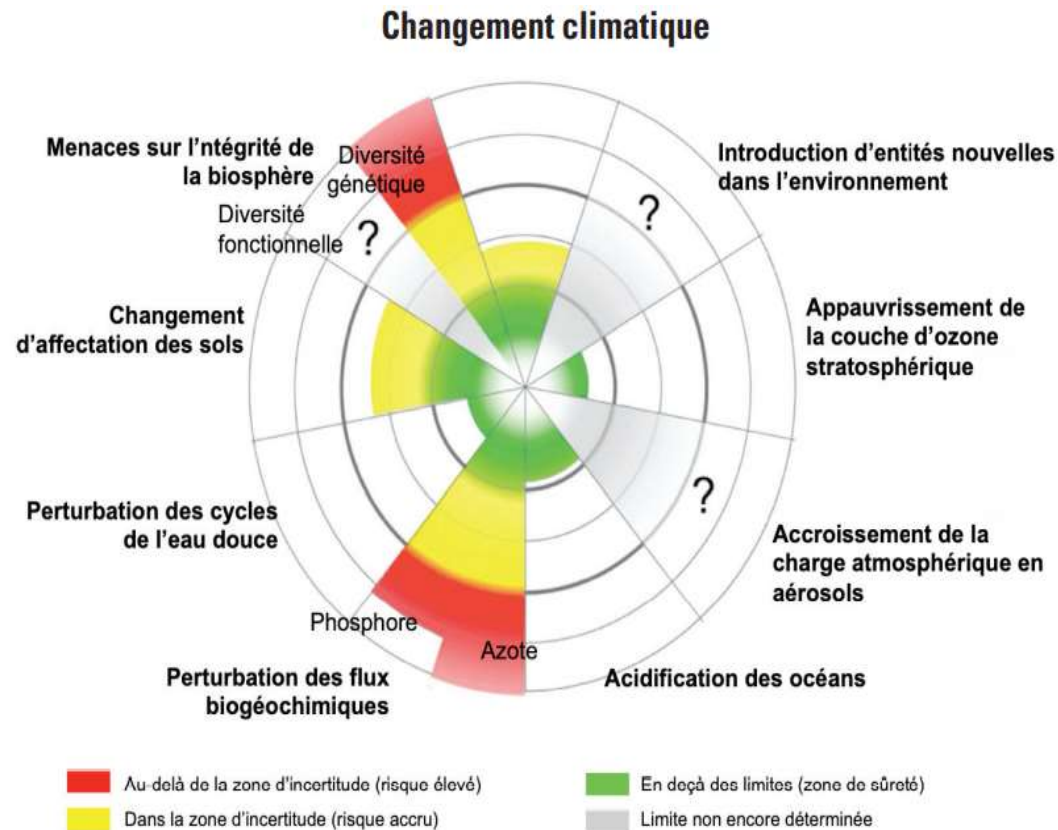 Changement climatique
Menaces sur l'ntégrité de
la biosphère
Diversité
génétique
Diversité
fonctionnelle
?
?
Introduction d'entités nouvelles
dans l'environnement
Changement
d'affectation des sols
Appauvrissement de
la couche d'ozone
stratosphérique
Perturbation des cycles
de l'eau douce
?
Accroissement de la
charge atmosphérique en
aérosols
Phosphore
Azote
Perturbation des flux
biogéochimiques
Acidification des océans
Au-delà de la zone d'incertitude (risque élevé)
Dans la zone d'incertitude (risque accru)
En deçà des limites (zone de sûreté)
Limite non encore déterminée